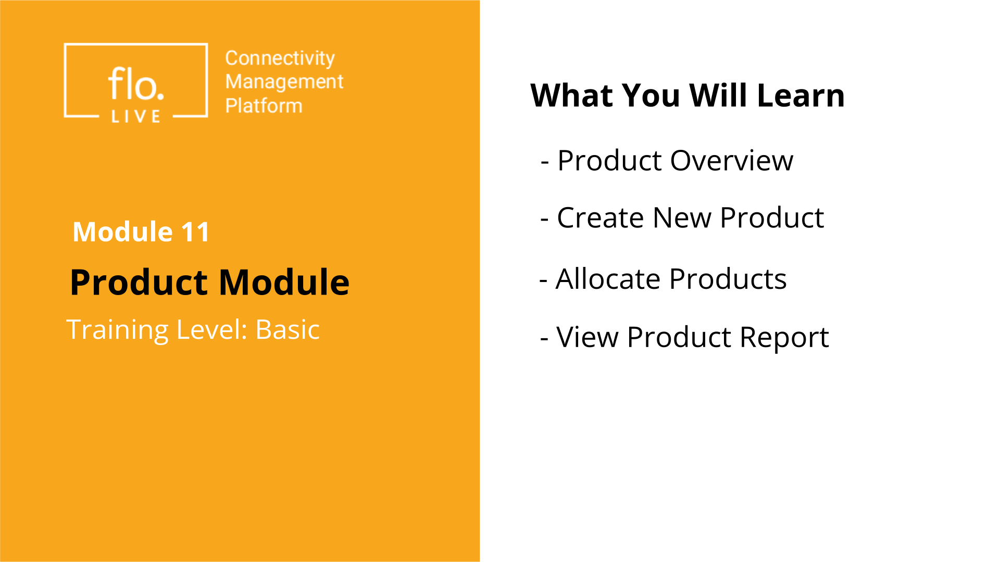 flo.
LIVE
Connectivity
Management
Platform
Module 11
Product Module
Training Level: Basic
What You Will Learn
- Product Overview
- Create New Product
- Allocate Products
- View Product Report